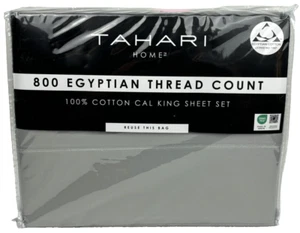 TAHARI
HOME
800 EGYPTIAN THREAD COUNT
100% COTTON CAL KING SHEET SET
REUSE THIS BAG